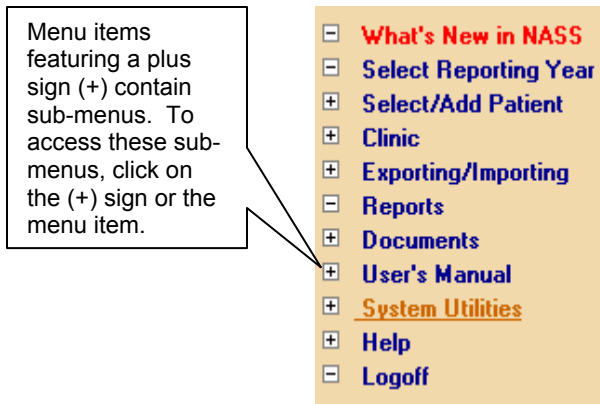 Menu items
featuring a plus
sign (+) contain
sub-menus.  To
access these sub-
menus, click on
the (+) sign or the
menu item.
What's New in NASS
Select Reporting Year
Select/Add Patient
Clinic
Exporting/Importing
Reports
Documents
User's Manual
System Utilities
Help
Logoff